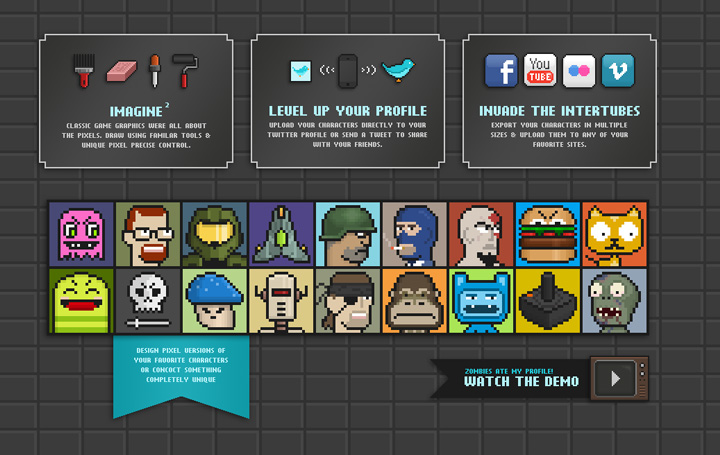 IMAGINE²
CLASSIC GAME GRAPHICS WERE ALL ABOUT
THE PIXELS. DRAW USING FAMILAR TOOLS &
UNIQUE PIXEL PRECISE CONTROL.
LEVEL UP YOUR PROFILE
UPLOAD YOUR CHARACTERS DIRECTLY TO YOUR
TWITTER PROFILE OR SEND A TWEET TO SHARE
WITH YOUR FRIENDS.
f
You
TUBE
v
INVADE THE INTERTUBES
EXPORT YOUR CHARACTERS IN MULTIPLE
SIZES & UPLOAD THEM TO ANY OF YOUR
FAVORITE SITES.
DESIGN PIXEL VERSIONS OF
YOUR FAVORITE CHARACTERS
OR CONCOCT SOMETHING
COMPLETELY UNIQUE
ZOMBIES ATE MY PROFILE!
WATCH THE DEMO